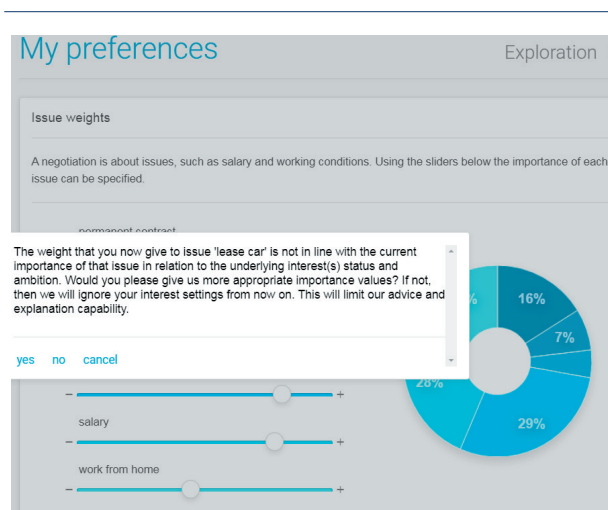 My preferences
Exploration
Issue weights
A negotiation is about issues, such as salary and working conditions. Using the sliders below the importance of each
issue can be specified.
permanent contract
The weight that you now give to issue 'lease car' is not in line with the current
importance of that issue in relation to the underlying interest(s) status and
ambition. Would you please give us more appropriate importance values? If not,
then we will ignore your interest settings from now on. This will limit our advice and
explanation capability.
yes no cancel
%
16%
7%
28%
29%
- +
salary
- +
work from home
- +